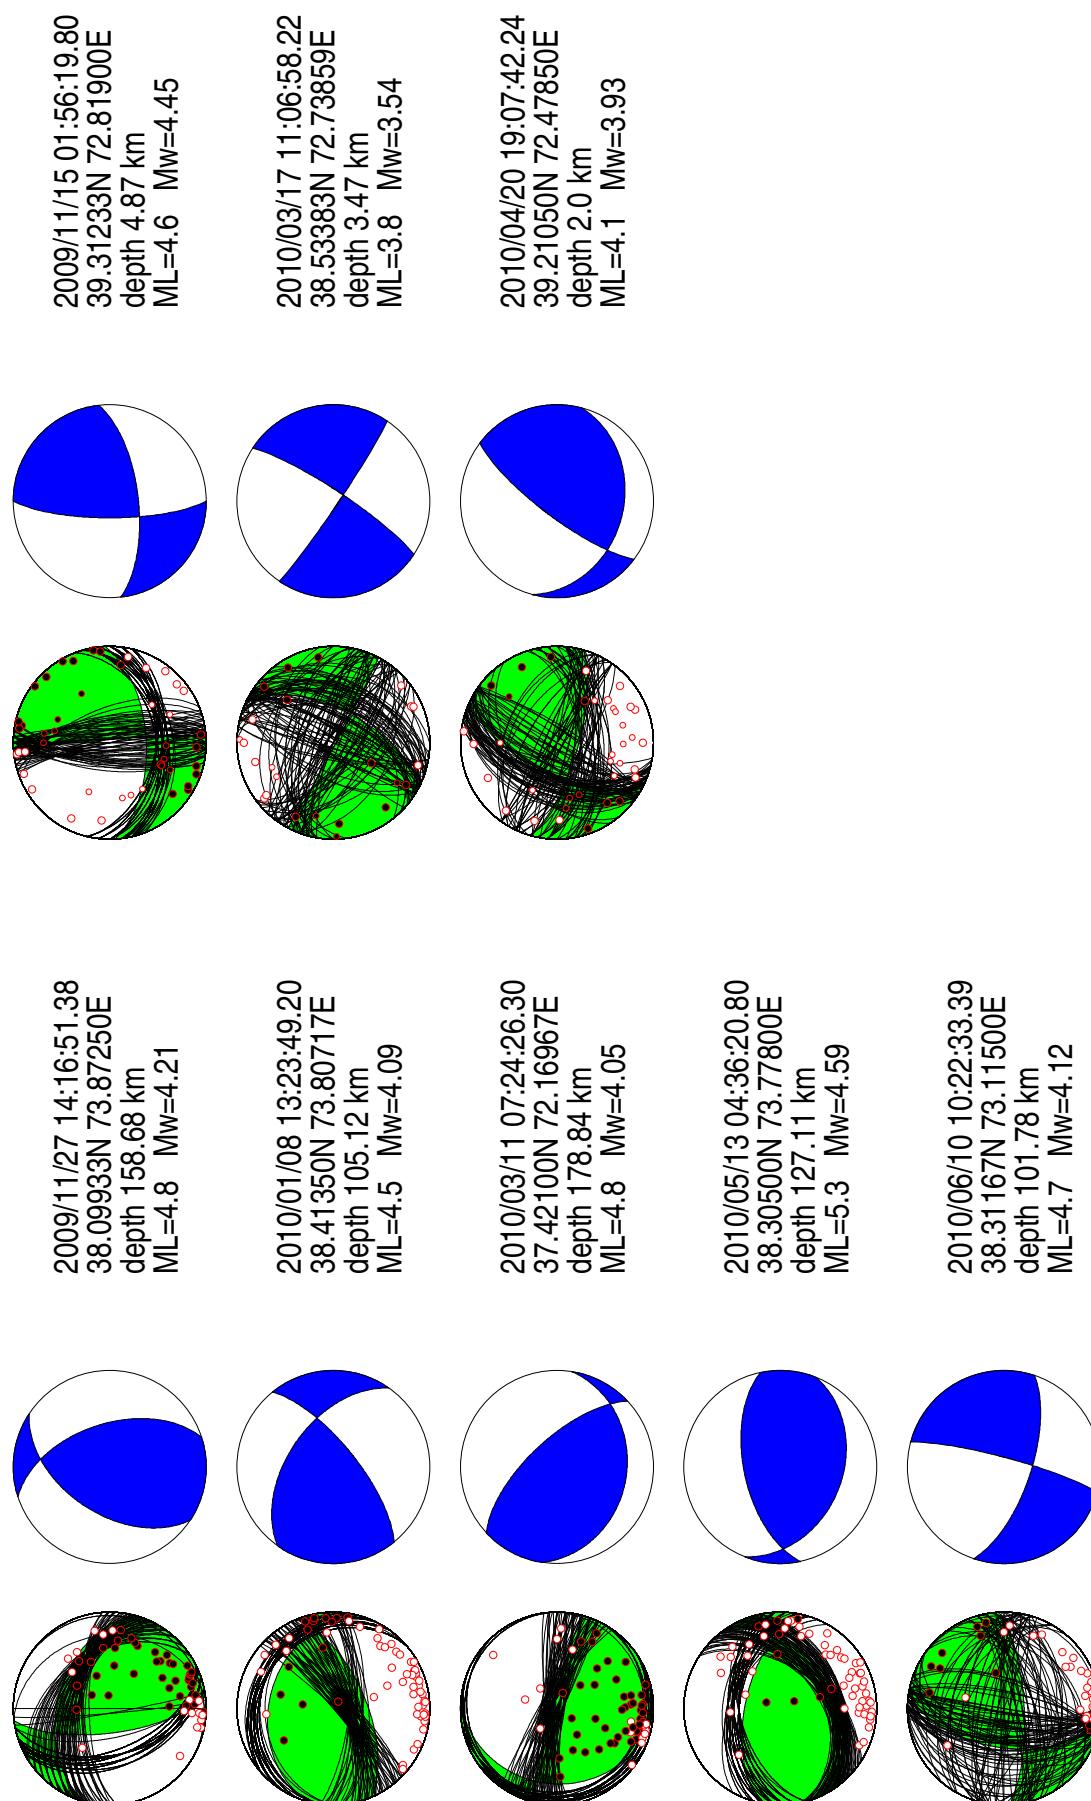 2009/11/27 14:16:51.38
38.09933N 73.87250E
depth 158.68 km
ML=4.8 Mw=4.21
2010/01/08 13:23:49.20
38.41350N 73.80717E
depth 105.12 km
ML=4.5 Mw=4.09
2010/03/11 07:24:26.30
37.42100N 72.16967E
depth 178.84 km
ML=4.8 Mw=4.05
2010/05/13 04:36:20.80
38.30500N 73.77800E
depth 127.11 km
ML=5.3 Mw=4.59
2010/06/10 10:22:33.39
38.31167N 73.11500E
depth 101.78 km
ML=4.7 Mw=4.12
2009/11/15 01:56:19.80
39.31233N 72.81900E
depth 4.87 km
ML=4.6 Mw=4.45
2010/03/17 11:06:58.22
38.53383N 72.73859E
depth 3.47 km
ML=3.8 Mw=3.54
2010/04/20 19:07:42.24
39.21050N 72.47850E
depth 2.0 km
ML=4.1 Mw=3.93